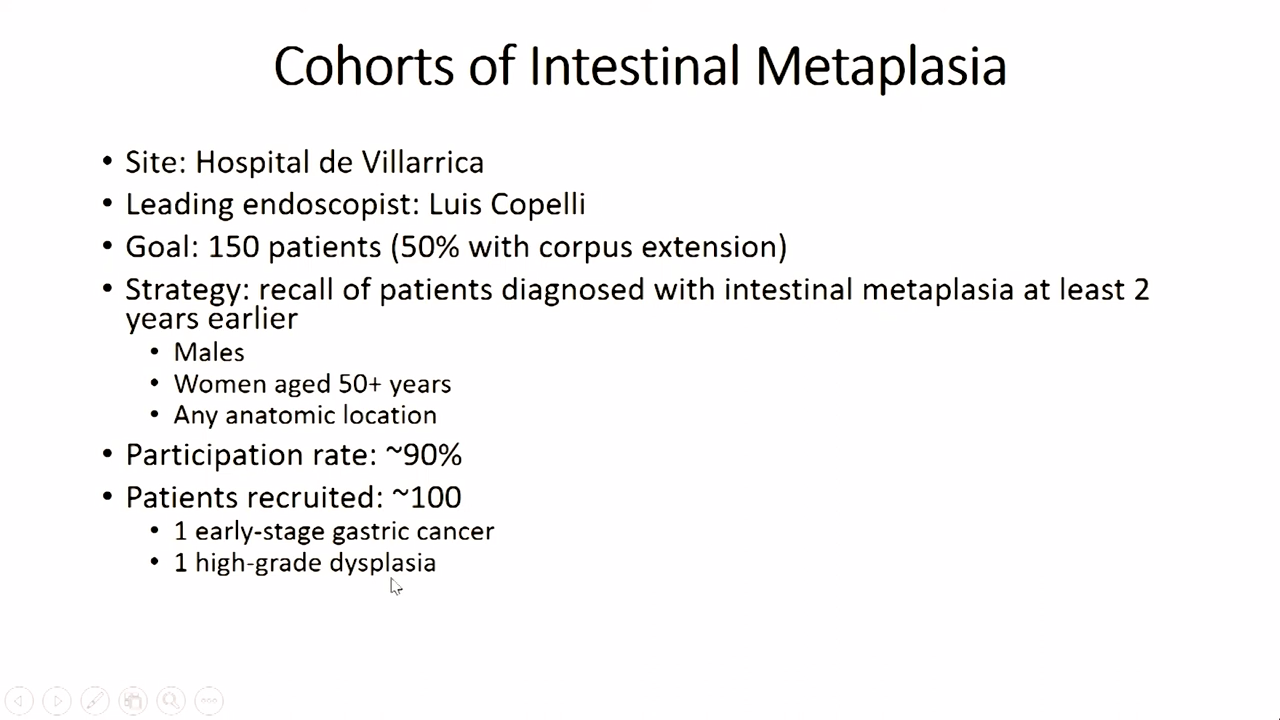 Cohorts of Intestinal Metaplasia
• Site: Hospital de Villarrica
• Leading endoscopist: Luis Copelli
• Goal: 150 patients (50% with corpus extension)
• Strategy: recall of patients diagnosed with intestinal metaplasia at least 2
years earlier
• Males
• Women aged 50+ years
• Any anatomic location
• Participation rate: ~90%
• Patients recruited: ~100
• 1 early-stage gastric cancer
• 1 high-grade dysplasia